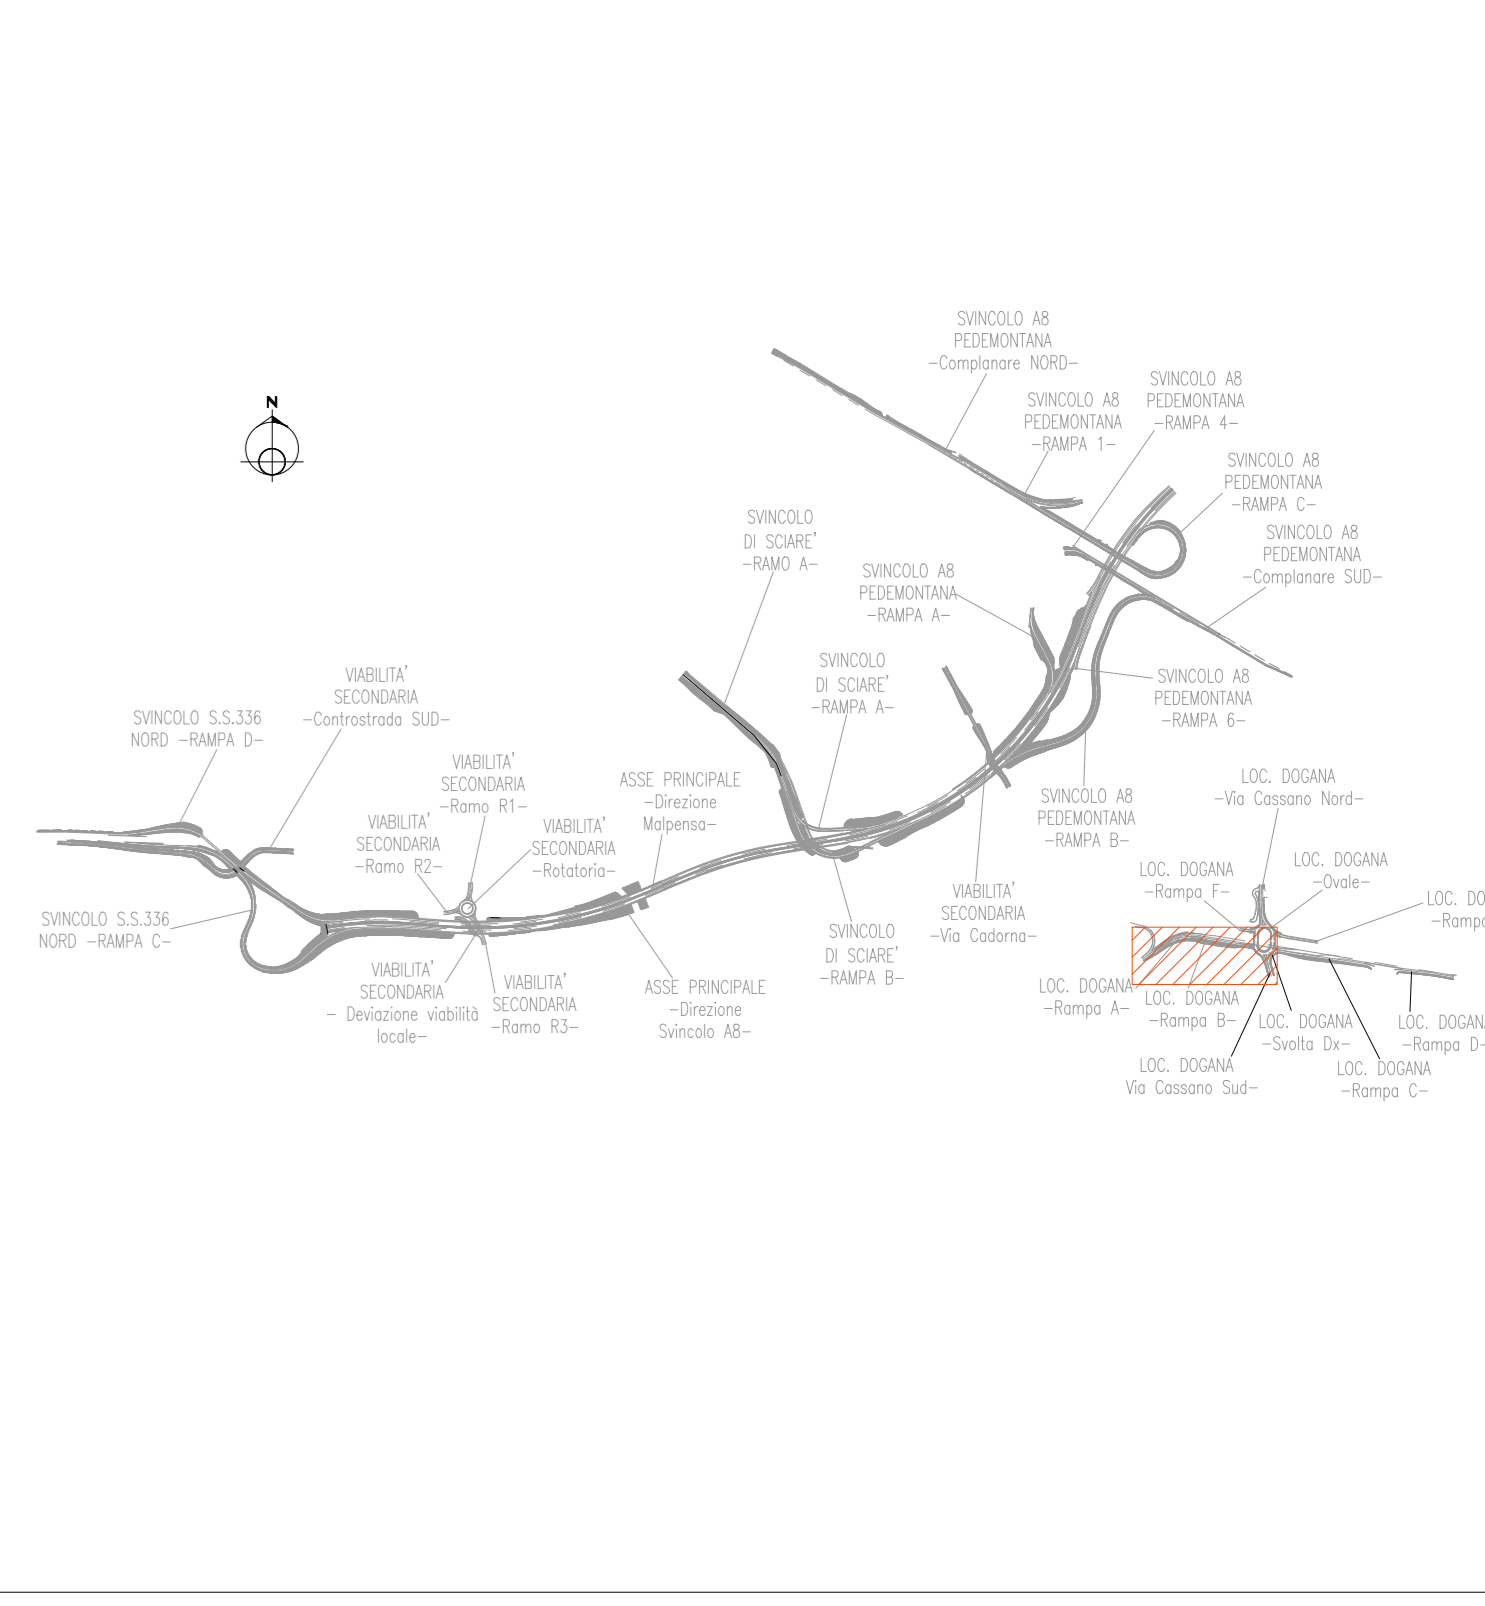 SVINCOLO A8
PEDEMONTANA
-Complanare NORD-
SVINCOLO A8
PEDEMONTANA
-RAMPA 4-
SVINCOLO A8
PEDEMONTANA
-RAMPA 1-
N
SVINCOLO A8
PEDEMONTANA
-RAMPA C-
SVINCOLO
DI SCIARE'
-RAMO A-
SVINCOLO A8
PEDEMONTANA
-Complanare SUD-
SVINCOLO A8
PEDEMONTANA
-RAMPA A-
SVINCOLO
DI SCIARE'
-RAMPA A-
VIABILITA'
SECONDARIA
-Controstrada SUD-
SVINCOLO A8
PEDEMONTANA
-RAMPA 6-
SVINCOLO S.S.336
NORD -RAMPA D-
VIABILITA'
SECONDARIA
-Ramo R1-
ASSE PRINCIPALE
-Direzione
Malpensa-
LOC. DOGANA
-Via Cassano Nord-
SVINCOLO A8
PEDEMONTANA
-RAMPA B-
VIABILITA'
SECONDARIA
-Ramo R2-
VIABILITA'
SECONDARIA
-Rotatoria-
LOC. DOGANA
-Ovale-
LOC. DOGANA
-Rampa F-
VIABILITA'
SECONDARIA
-Via Cadorna-
LOC. DO
-Rampa
SVINCOLO S.S.336
NORD -RAMPA C-
SVINCOLO
DI SCIARE'
-RAMPA B-
VIABILITA'
SECONDARIA
- Deviazione viabilità
locale-
VIABILITA'
SECONDARIA
-Ramo R3-
ASSE PRINCIPALE
-Direzione
Svincolo A8-
LOC. DOGANA
-Rampa A-
LOC. DOGANA
-Rampa B-
LOC. DOGANA
-Svolta Dx-
LOC. DOGAN
-Rampa D-
LOC. DOGANA
Via Cassano Sud-
LOC. DOGANA
-Rampa C-